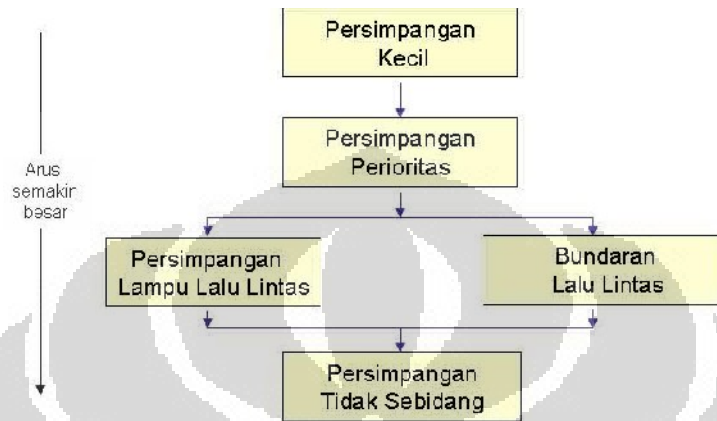 Persimpangan
Kecil
Persimpangan
Perioritas
Arus
semakin
besar
Persimpangan
Lampu Lalu Lintas
Bundaran
Lalu Lintas
Persimpangan
Tidak Sebidang